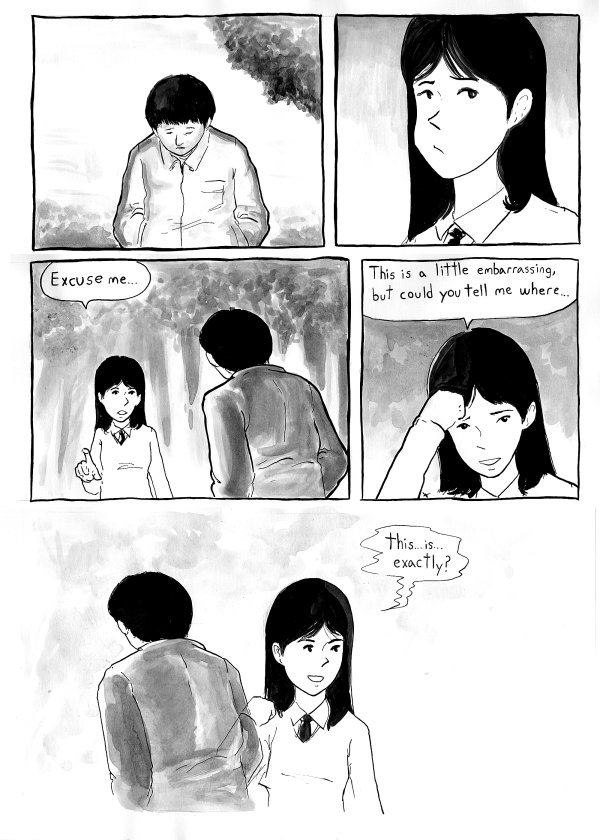 Excuse me...
This is a little embarrassing,
but could you tell me where...
this...is...
exactly?